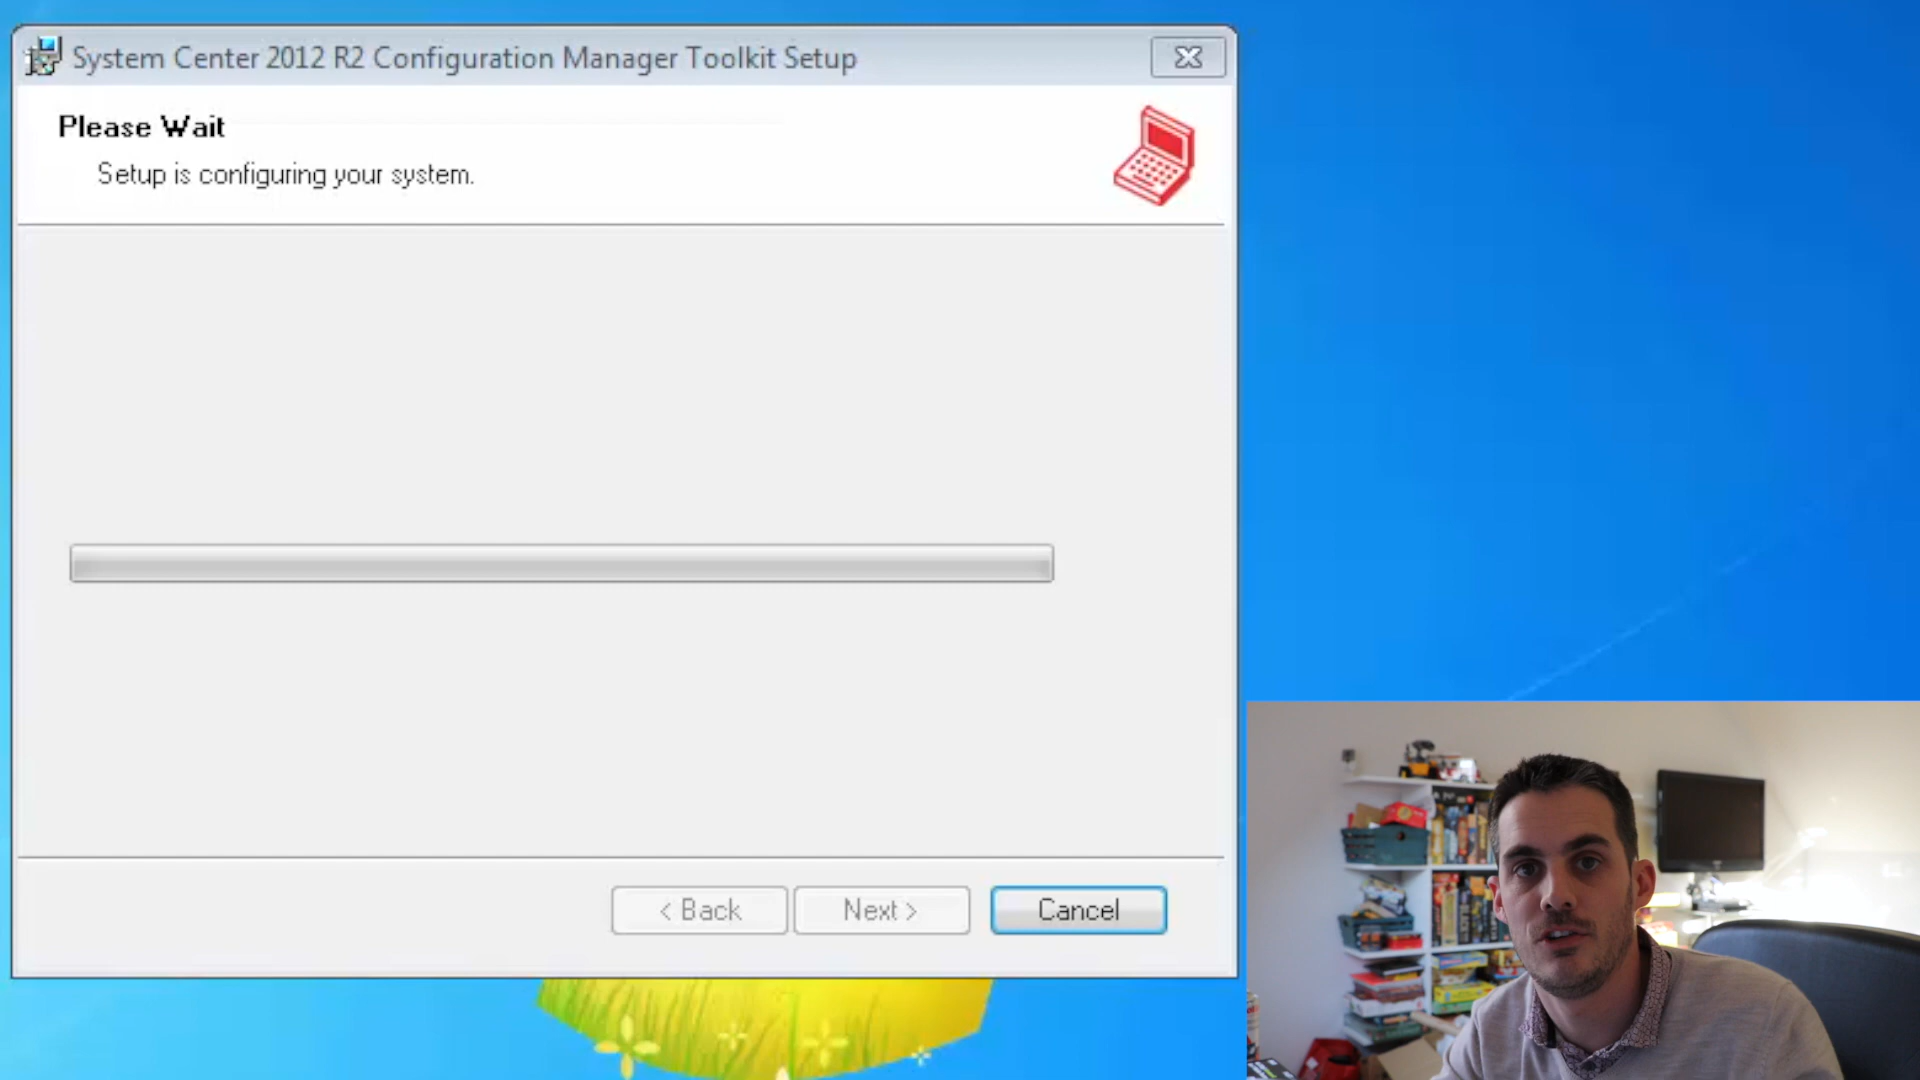 System Center 2012 R2 Configuration Manager Toolkit Setup
Please Wait
Setup is configuring your system.
< Back
Next >
Cancel